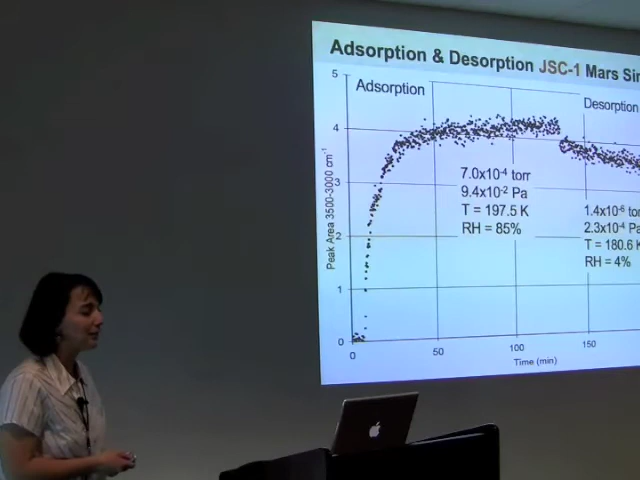 Adsorption & Desorption JSC-1 Mars
Adsorption
Desorption
5
4
3
2
1
0
Peak Area 3500-3000 cm⁻¹
7.0x10⁻⁴ torr
9.4x10⁻² Pa
T = 197.5 K
RH = 85%
1.4x10⁻⁶
2.3x10⁻⁴ Pa
T = 180.6 K
RH = 4%
0
50
100
150
Time (min)